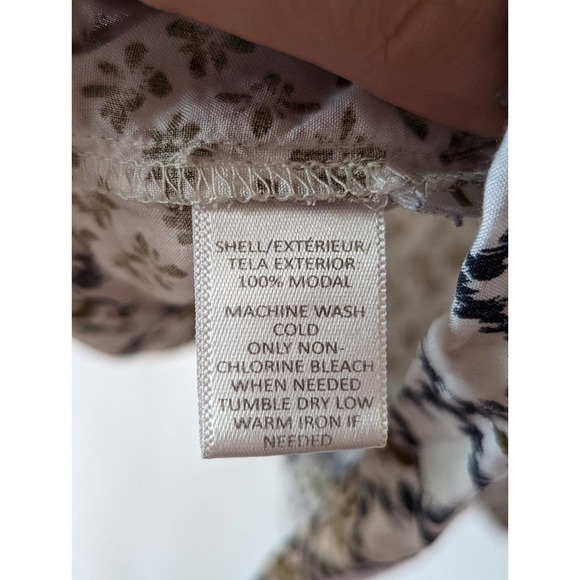 SHELL/EXTÉRIEUR/
TELA EXTERIOR:
100% MODAL
MACHINE WASH
COLD
ONLY NON-
CHLORINE BLEACH
WHEN NEEDED
TUMBLE DRY LOW
WARM IRON IF
NEEDED